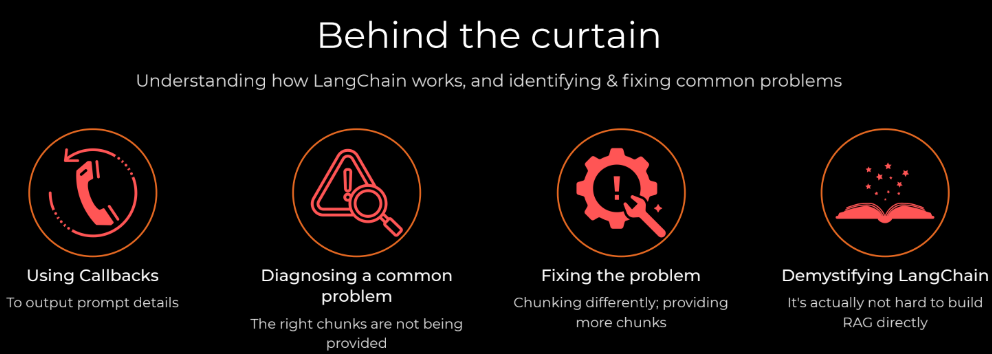 Behind the curtain
Understanding how LangChain works, and identifying & fixing common problems
Using Callbacks
To output prompt details
Diagnosing a common
problem
The right chunks are not being
provided
Fixing the problem
Chunking differently; providing
more chunks
Demystifying LangChain
It's actually not hard to build
RAG directly